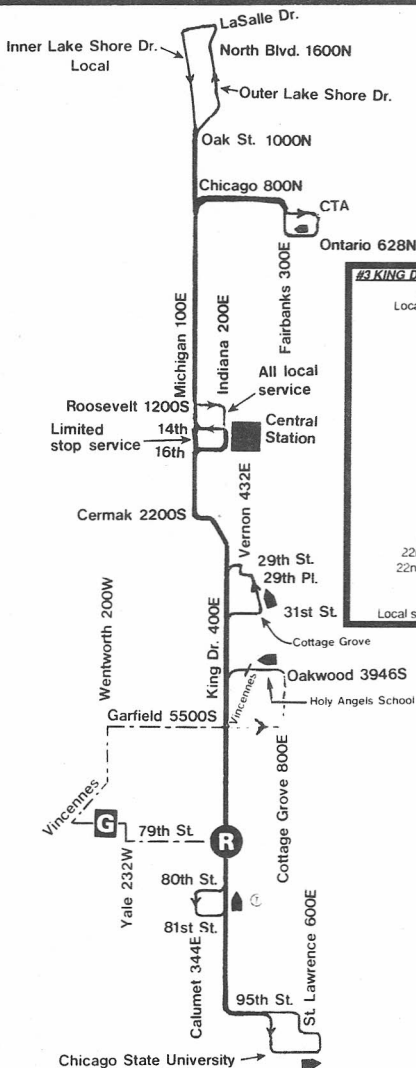 LaSalle Dr.
Inner Lake Shore Dr.
Local
North Blvd. 1600N
Outer Lake Shore Dr.
Oak St. 1000N
Chicago 800N
CTA
Ontario 628N
Fairbanks 300E
#3 KING D
Loca
Michigan 100E
Indiana 200E
All local
service
Roosevelt 1200S
Limited
stop service
14th
16th
Central
Station
Vernon 432E
Cermak 2200S
29th St.
29th Pl.
31st St.
Cottage Grove
22n
22n
Local s
Wentworth 200W
King Dr. 400E
Vincennes
Oakwood 3946S
Holy Angels School
Garfield 5500S
Cottage Grove 800E
Vincennes
G
79th St.
R
Yale 232W
80th St.
81st St.
Calumet 344E
St. Lawrence 600E
95th St.
Chicago State University